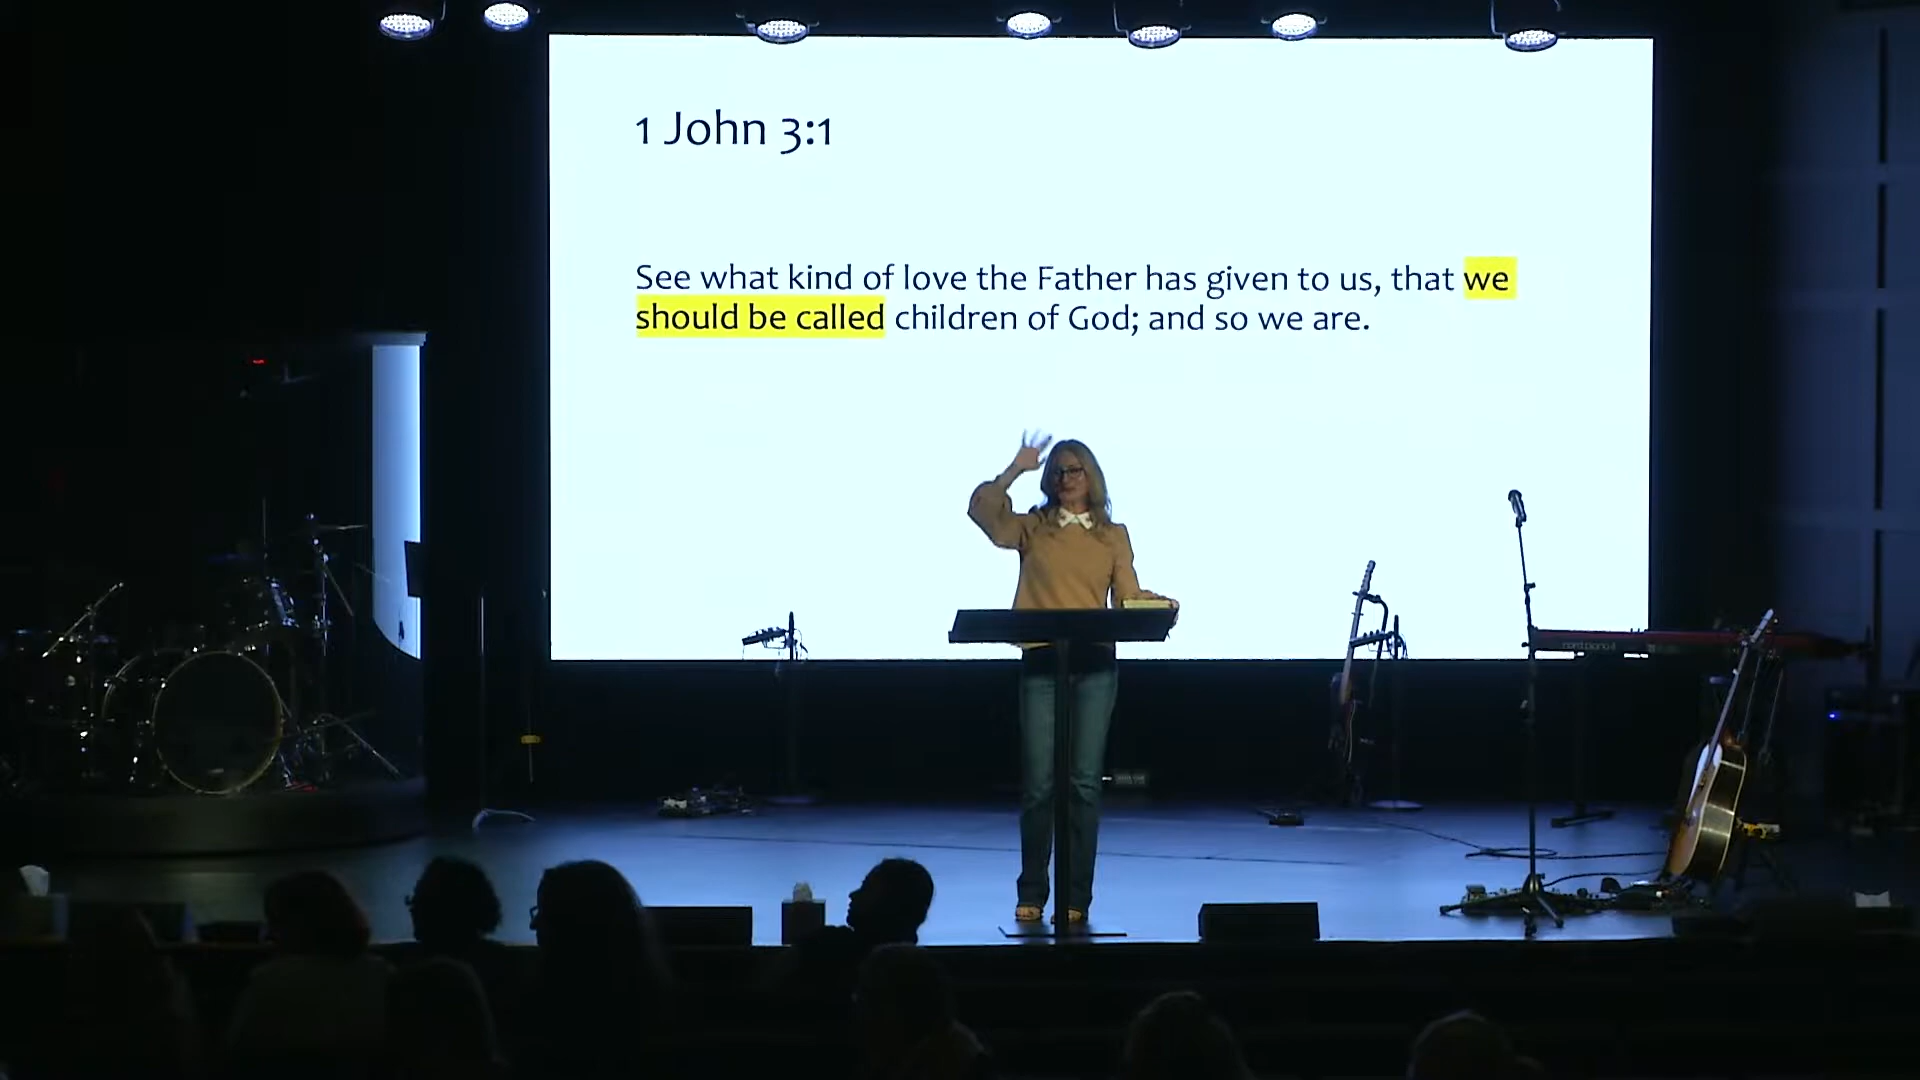 1 John 3:1
See what kind of love the Father has given to us, that we
should be called children of God; and so we are.